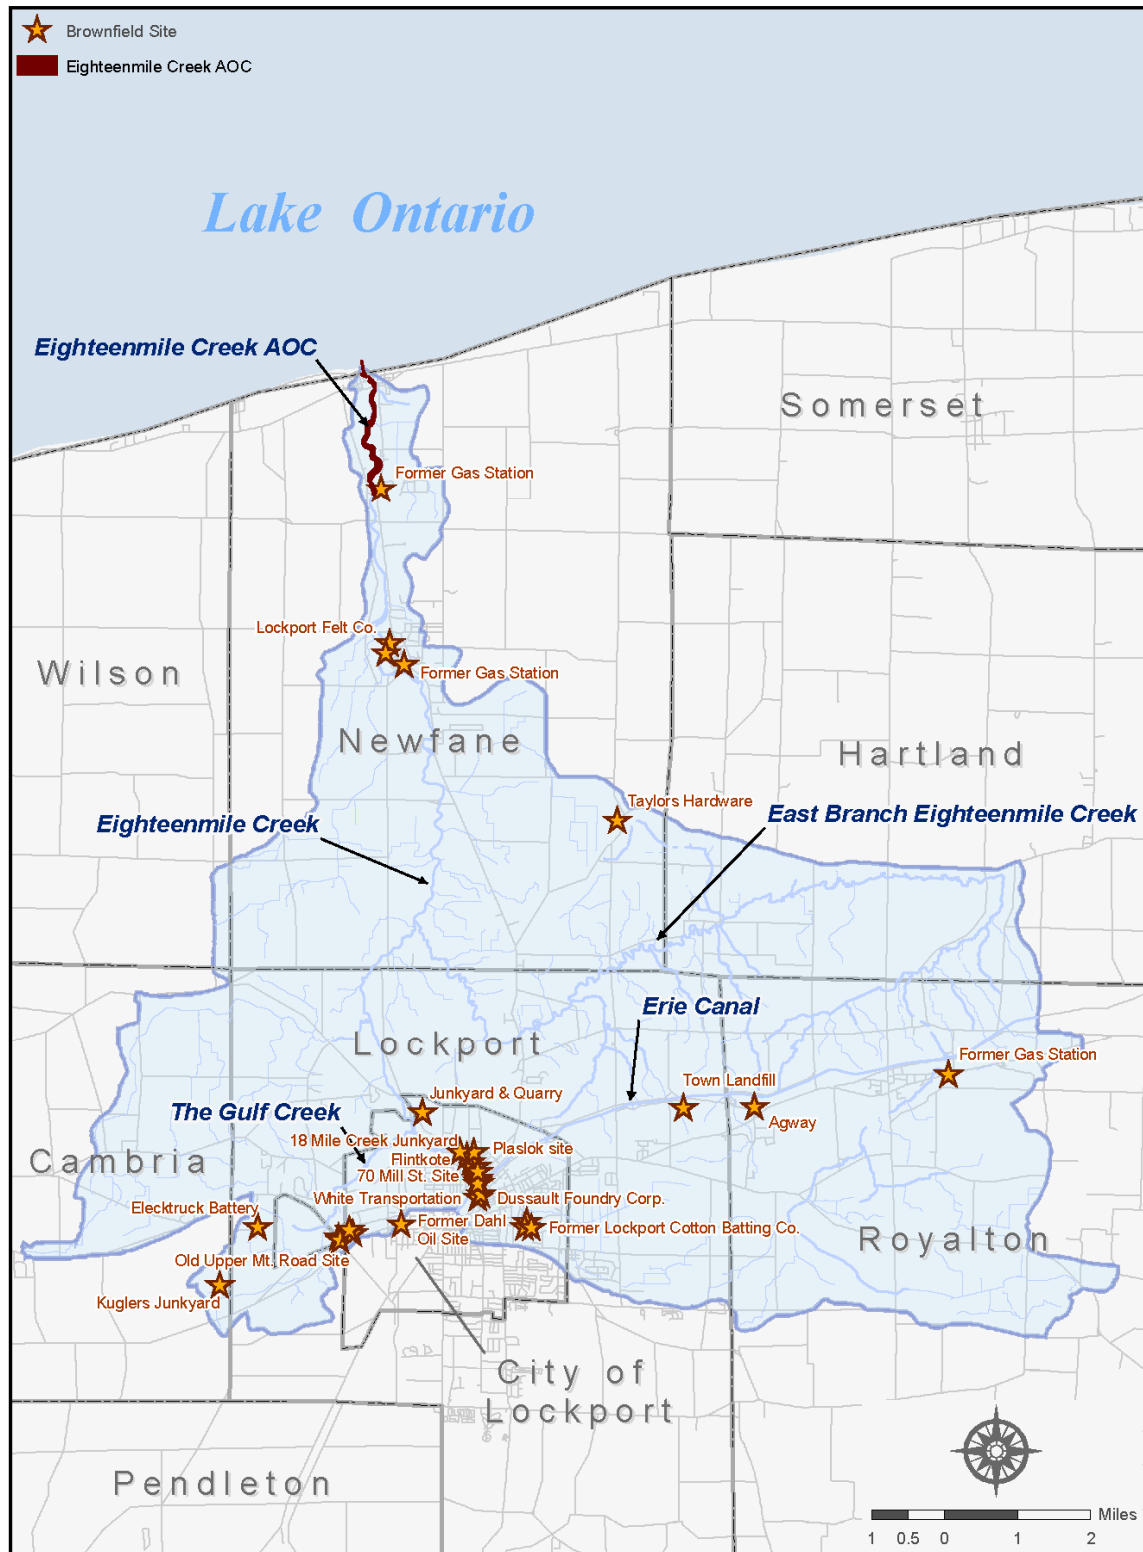 Brownfield Site
Eighteenmile Creek AOC
Lake Ontario
Eighteenmile Creek AOC
Somerset
Former Gas Station
Lockport Felt Co.
Wilson
Former Gas Station
Newfane
Hartland
Taylors Hardware
Eighteenmile Creek
East Branch Eighteenmile Creek
Erie Canal
Lockport
Former Gas Station
Town Landfill
Junkyard & Quarry
The Gulf Creek
Agway
18 Mile Creek Junkyard
Plaslok site
Flintkote
Cambria
70 Mill St. Site
White Transportation
Dussault Foundry Corp.
Elecktruck Battery
Former Dahl
Oil Site
Former Lockport Cotton Batting Co.
Royalton
Old Upper Mt. Road Site
Kuglers Junkyard
City of
Lockport
Pendleton
Miles
1 0.5 0 1 2